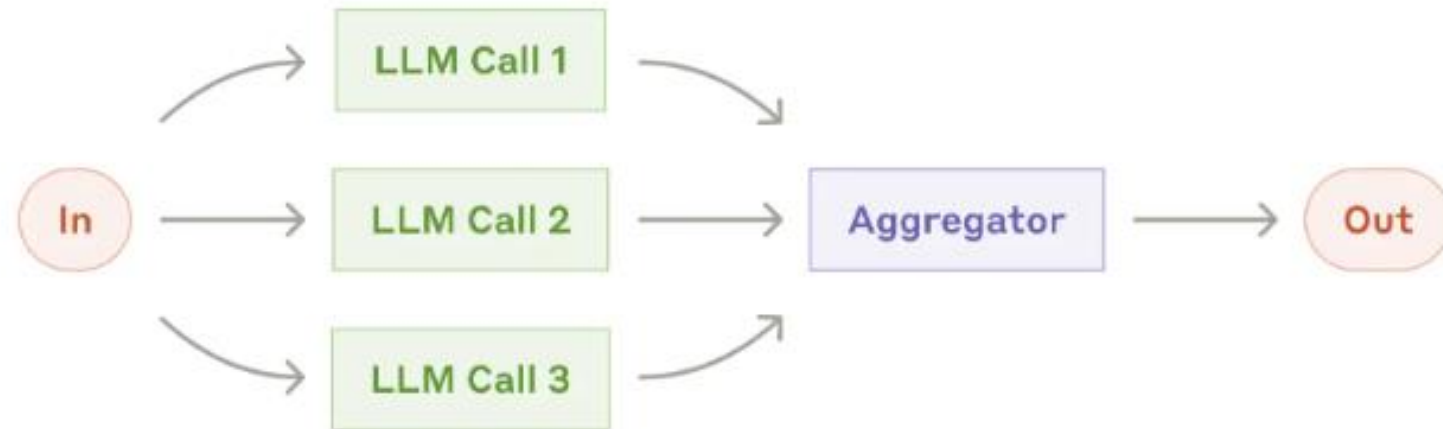 LLM Call 1
In
LLM Call 2
Aggregator
Out
LLM Call 3